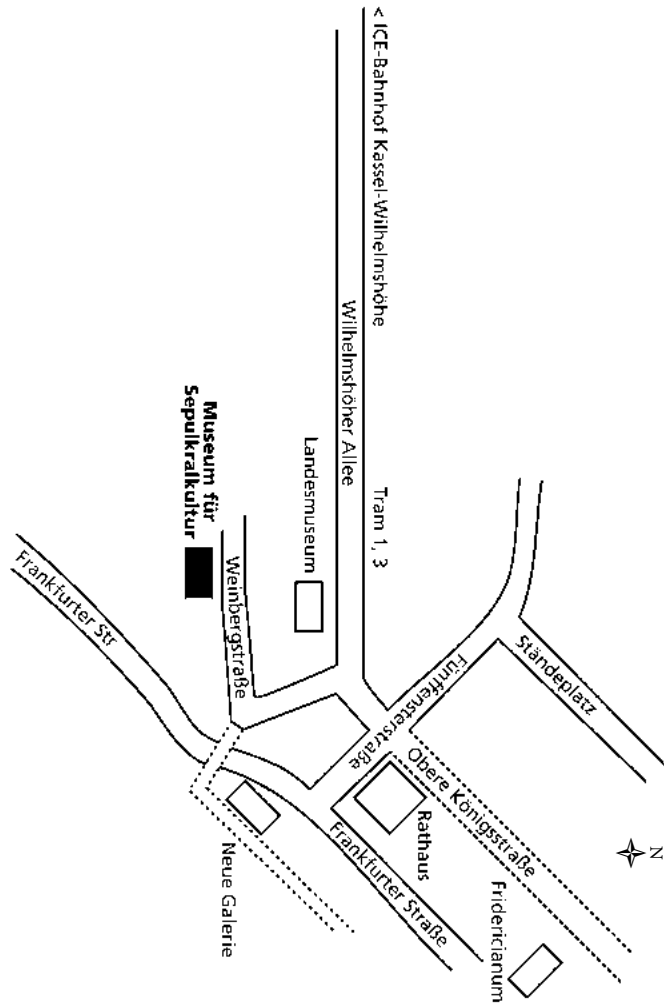 < ICE-Bahnhof Kassel-Wilhelmshöhe
Tram 1, 3
Wilhelmshöher Allee
Landesmuseum
Museum für
Sepulkralkultur
Weinbergstraße
Frankfurter Str
Ständeplatz
Fünffensterstraße
Obere Königsstraße
Rathaus
Frankfurter Straße
Neue Galerie
Fridericianum
N